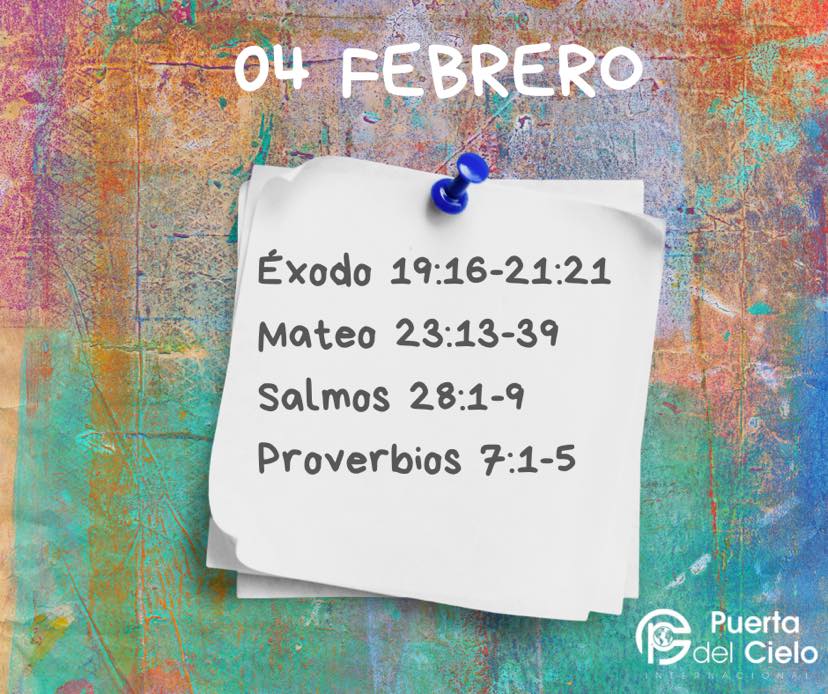 04 FEBRERO
Éxodo 19:16-21:21
Mateo 23:13-39
Salmos 28:1-9
Proverbios 7:1-5
Puerta
del Cielo
INTERNACIONAL